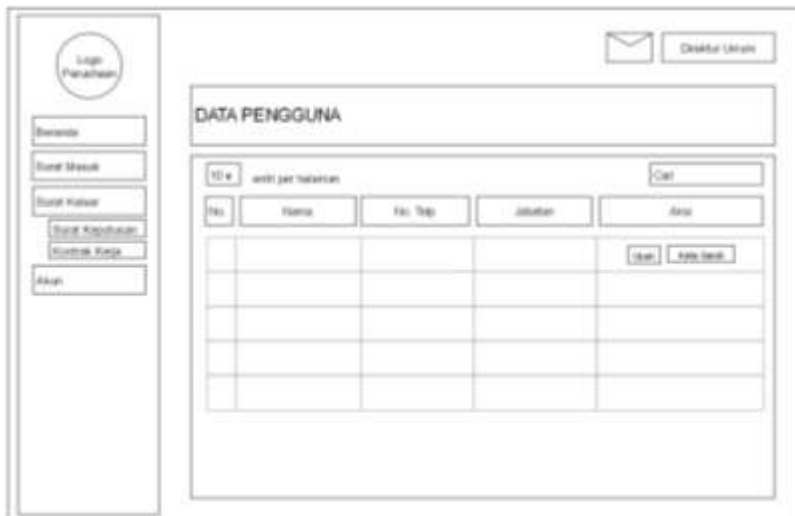 Logo
Perusahaan
Direktur Umum
DATA PENGGUNA
Beranda
Surat Masuk
Surat Keluar
Surat Keputusan
Kontrak Kerja
Akun
10
entri per halaman
Cari
No.
Nama
No. Telp
Jabatan
Aksi
Ubah
Kata Sandi